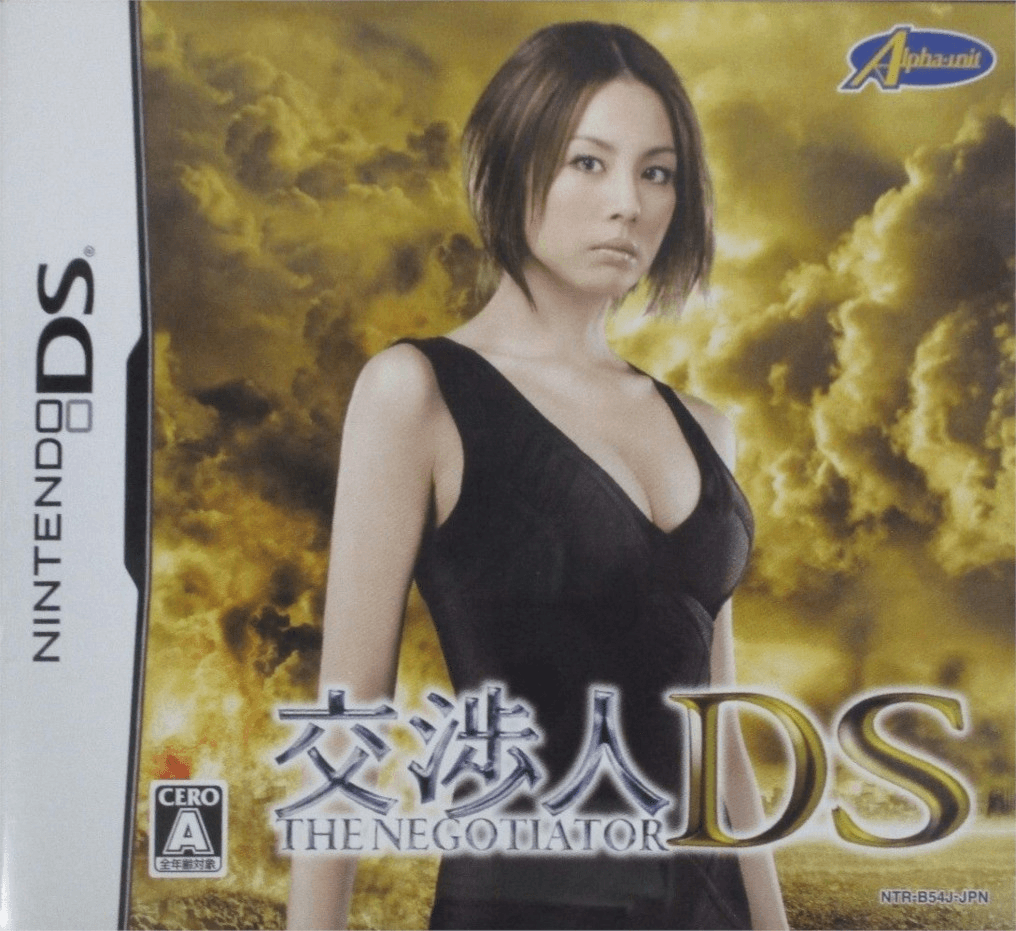 NINTENDO DS®
Alpha-unit
交渉人DS
THE NEGOTIATOR
CERO
A
全年齢対象
NTR-B54J-JPN